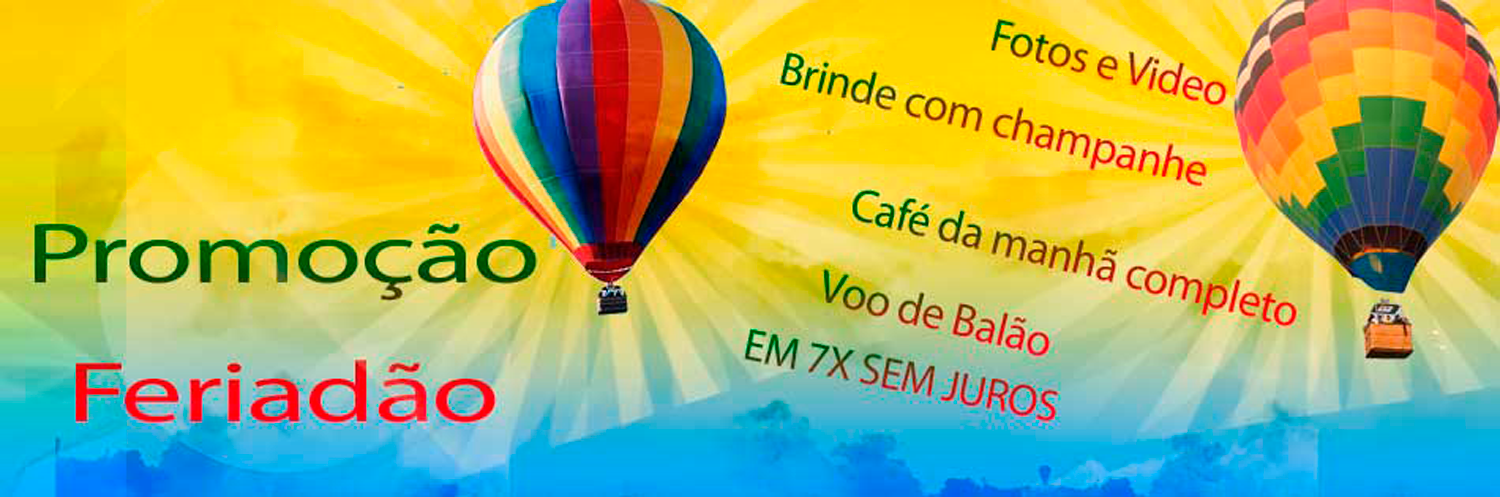 Promoção
Feriadão
Fotos e Video
Brinde com champanhe
Café da manhã completo
Voo de Balão
EM 7X SEM JUROS